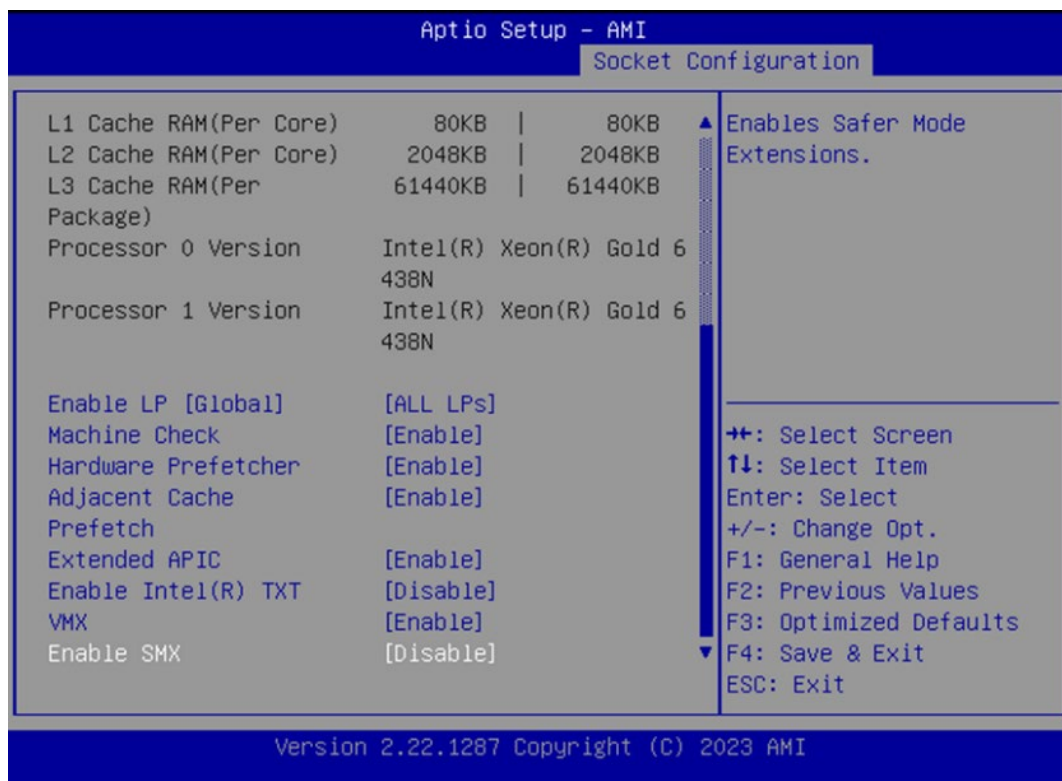 Aptio Setup – AMI
Socket Configuration
L1 Cache RAM(Per Core) 80KB | 80KB
L2 Cache RAM(Per Core) 2048KB | 2048KB
L3 Cache RAM(Per 61440KB | 61440KB
Package)
Processor 0 Version Intel(R) Xeon(R) Gold 6
438N
Processor 1 Version Intel(R) Xeon(R) Gold 6
438N
Enable LP [Global] [ALL LPs]
Machine Check [Enable]
Hardware Prefetcher [Enable]
Adjacent Cache [Enable]
Prefetch
Extended APIC [Enable]
Enable Intel(R) TXT [Disable]
VMX [Enable]
Enable SMX [Disable]
Enables Safer Mode
Extensions.
→←: Select Screen
↑↓: Select Item
Enter: Select
+/-: Change Opt.
F1: General Help
F2: Previous Values
F3: Optimized Defaults
F4: Save & Exit
ESC: Exit
Version 2.22.1287 Copyright (C) 2023 AMI